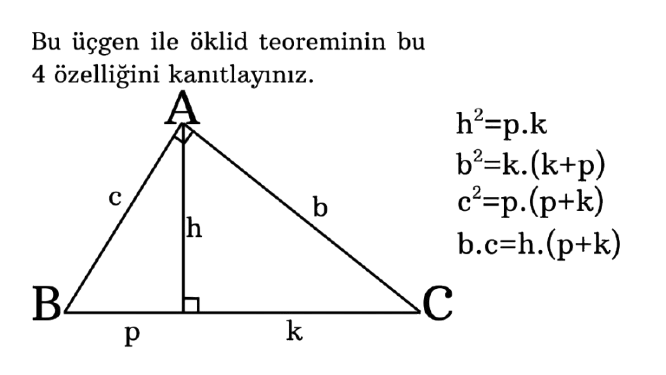 Bu üçgen ile öklid teoreminin bu
4 özelliğini kanıtlayınız.
A
h²=p.k
b²=k.(k+p)
c²=p.(p+k)
b.c=h.(p+k)
c
b
h
B
C
p
k